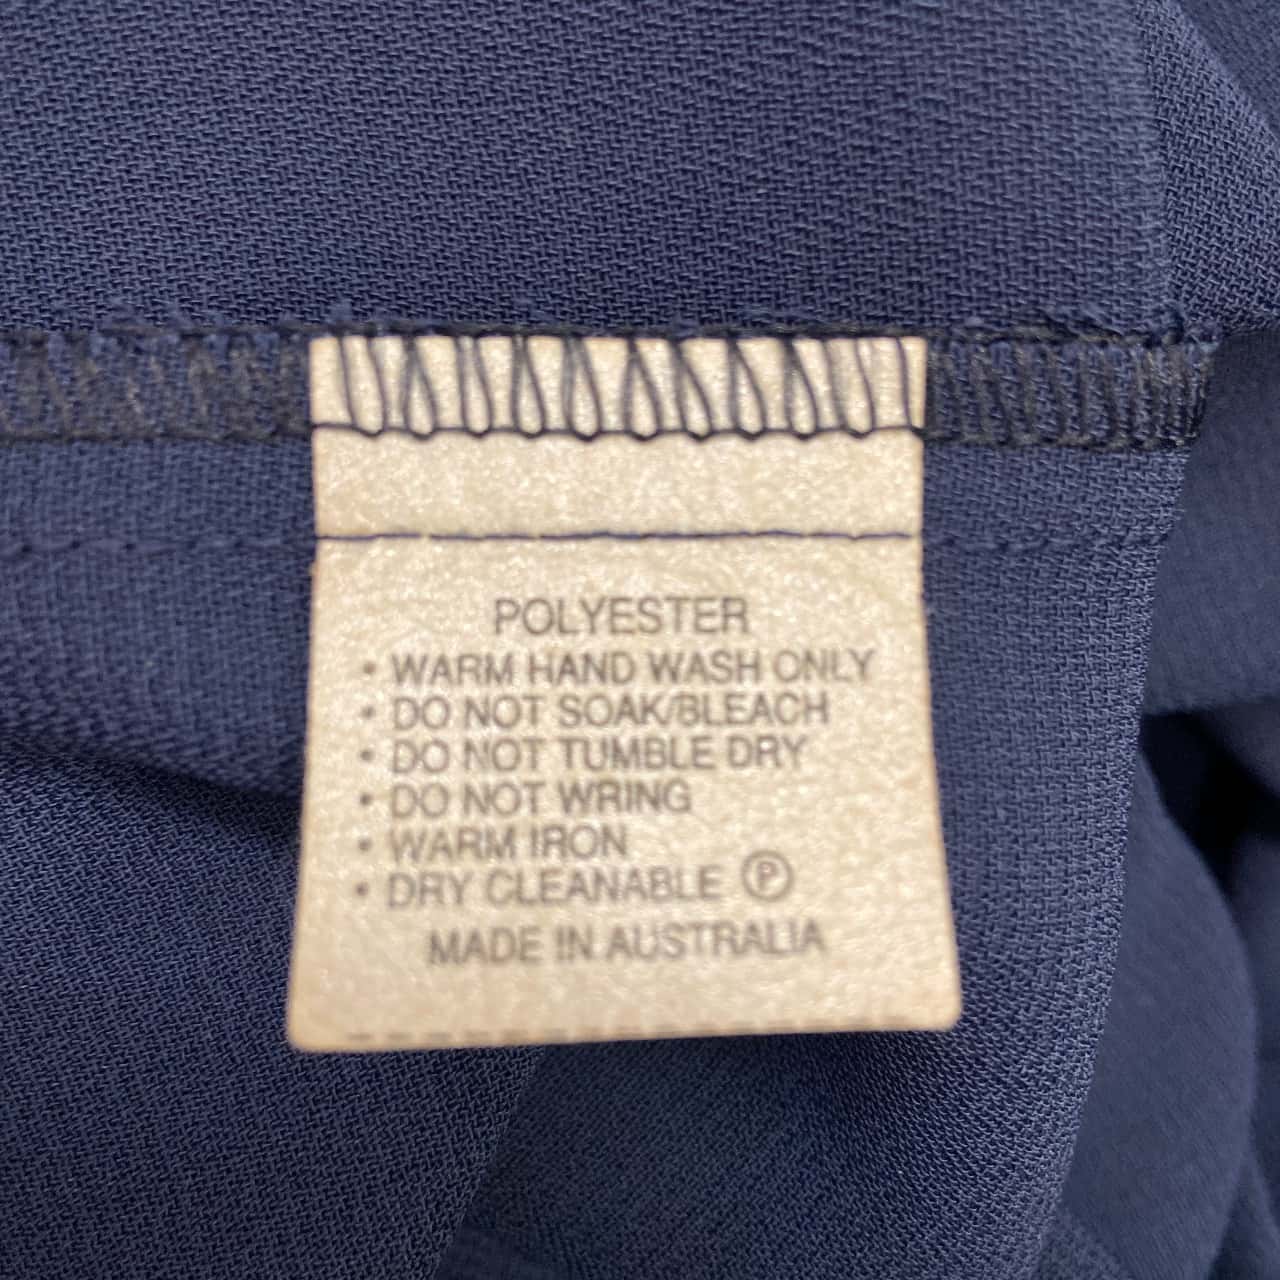 POLYESTER
• WARM HAND WASH ONLY
• DO NOT SOAK/BLEACH
• DO NOT TUMBLE DRY
• DO NOT WRING
• WARM IRON
• DRY CLEANABLE Ⓟ
MADE IN AUSTRALIA